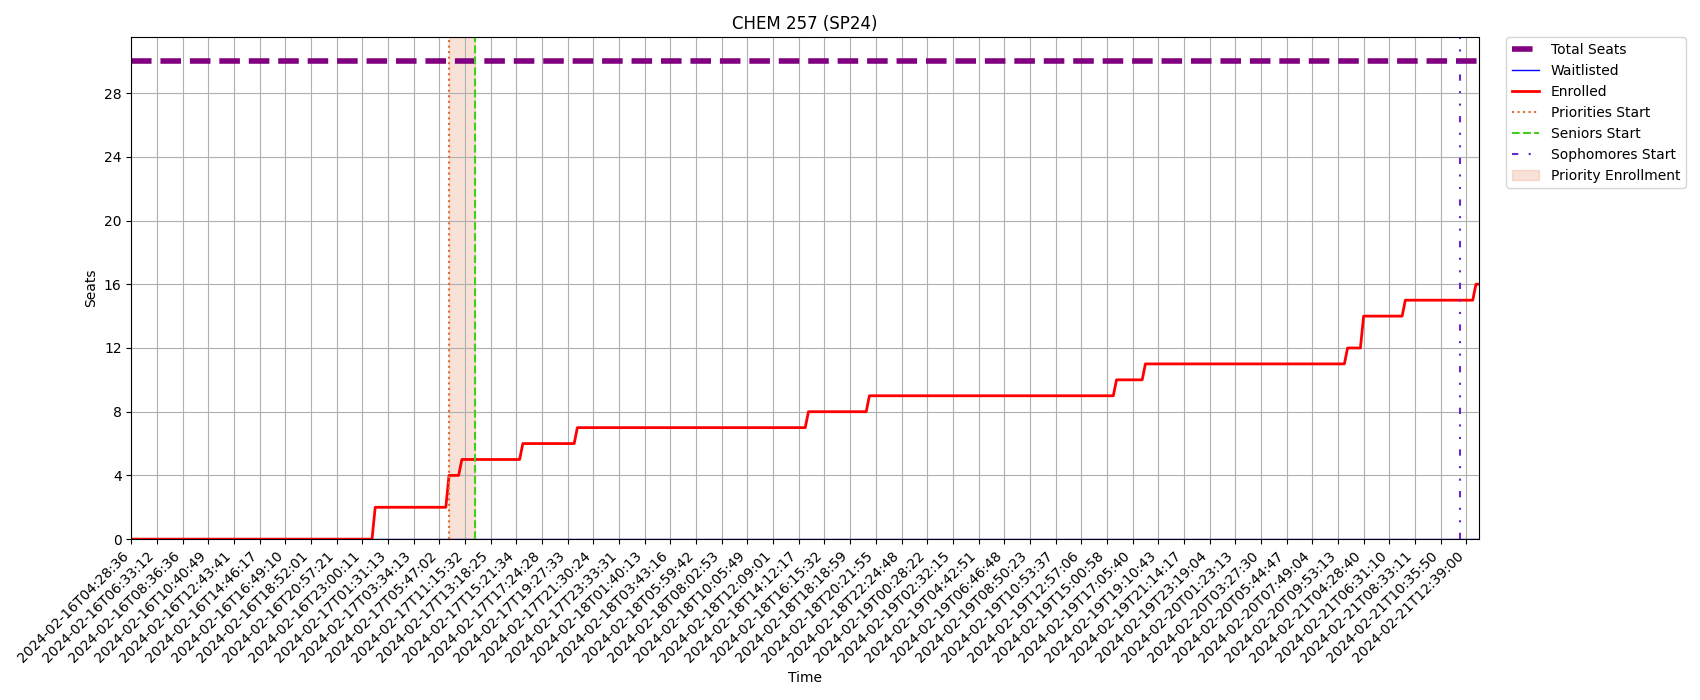 CHEM 257 (SP24)
Total Seats
Waitlisted
Enrolled
Priorities Start
Seniors Start
Sophomores Start
Priority Enrollment
Seats
28
24
20
16
12
8
4
0
2024-02-16T04:28:36
2024-02-16T06:33:12
2024-02-16T08:36:36
2024-02-16T10:40:49
2024-02-16T12:43:41
2024-02-16T14:46:17
2024-02-16T16:49:10
2024-02-16T18:52:01
2024-02-16T20:57:21
2024-02-16T23:00:11
2024-02-17T01:31:13
2024-02-17T03:34:13
2024-02-17T05:47:02
2024-02-17T11:15:32
2024-02-17T13:18:25
2024-02-17T15:21:34
2024-02-17T17:24:28
2024-02-17T19:27:33
2024-02-17T21:30:24
2024-02-17T23:33:31
2024-02-18T01:40:13
2024-02-18T03:43:16
2024-02-18T05:59:42
2024-02-18T08:02:53
2024-02-18T10:05:49
2024-02-18T12:09:01
2024-02-18T14:12:17
2024-02-18T16:15:32
2024-02-18T18:18:59
2024-02-18T20:21:55
2024-02-18T22:24:48
2024-02-19T00:28:22
2024-02-19T02:32:15
2024-02-19T04:42:51
2024-02-19T06:46:48
2024-02-19T08:50:23
2024-02-19T10:53:37
2024-02-19T12:57:06
2024-02-19T15:00:58
2024-02-19T17:05:40
2024-02-19T19:10:43
2024-02-19T21:14:17
2024-02-19T23:19:04
2024-02-20T01:23:13
2024-02-20T03:27:30
2024-02-20T05:44:47
2024-02-20T07:49:04
2024-02-20T09:53:13
2024-02-21T04:28:40
2024-02-21T06:31:10
2024-02-21T08:33:11
2024-02-21T10:35:50
2024-02-21T12:39:00
Time